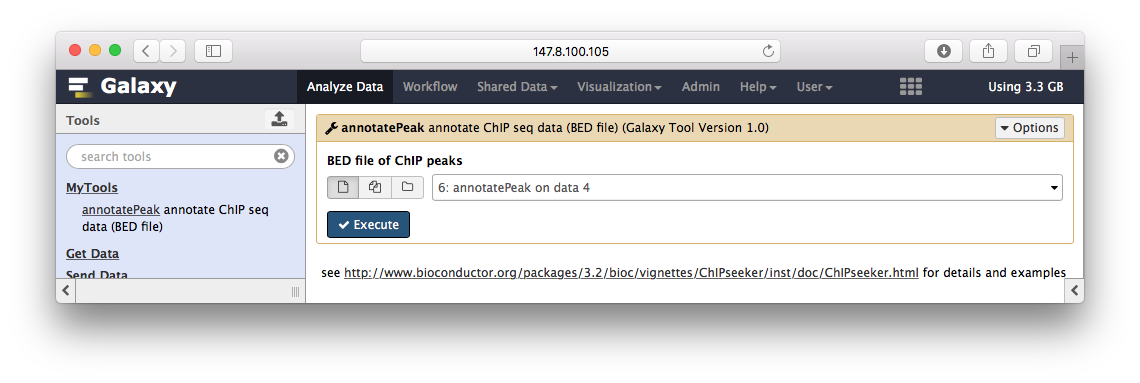 147.8.100.105
Galaxy
Analyze Data Workflow Shared Data Visualization Admin Help User Using 3.3 GB
Tools
search tools
MyTools
annotatePeak annotate ChIP seq
data (BED file)
Get Data
Send Data
annotatePeak annotate ChIP seq data (BED file) (Galaxy Tool Version 1.0)
Options
BED file of ChIP peaks
6: annotatePeak on data 4
Execute
see http://www.bioconductor.org/packages/3.2/bioc/vignettes/ChIPseeker/inst/doc/ChIPseeker.html for details and examples